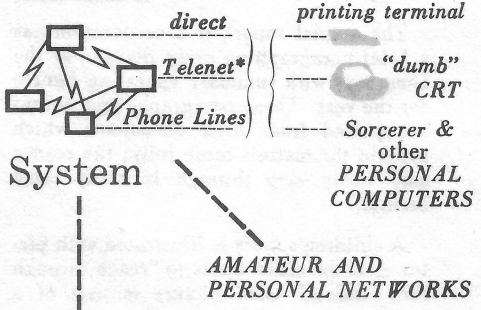 direct
printing terminal
Telenet*
"dumb"
CRT
Phone Lines
Sorcerer &
other
PERSONAL
COMPUTERS
System
AMATEUR AND
PERSONAL NETWORKS